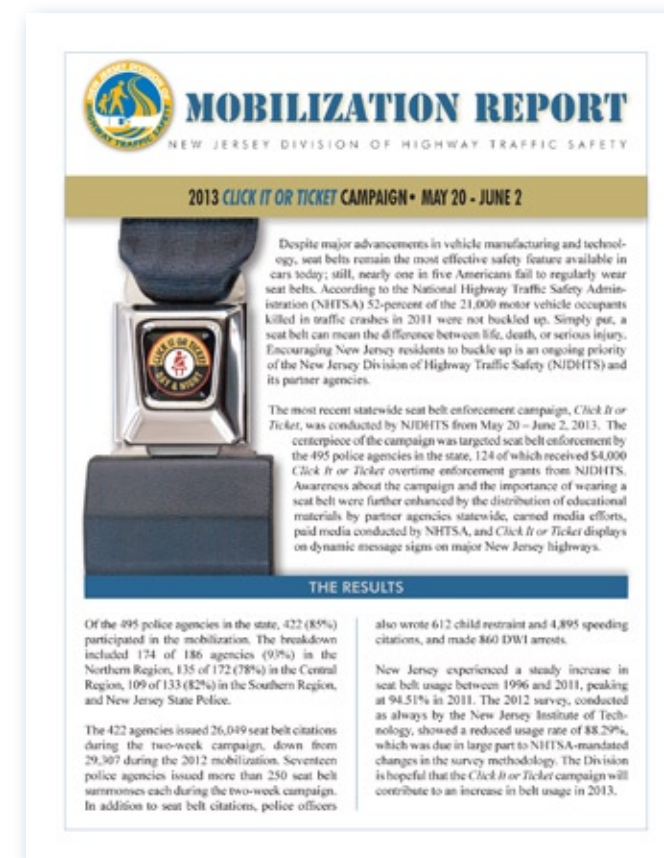 NEW JERSEY DIVISION OF
HIGHWAY TRAFFIC SAFETY
MOBILIZATION REPORT
NEW JERSEY DIVISION OF HIGHWAY TRAFFIC SAFETY
2013 CLICK IT OR TICKET CAMPAIGN• MAY 20 - JUNE 2
Despite major advancements in vehicle manufacturing and technol-
ogy, seat belts remain the most effective safety feature available in
cars today; still, nearly one in five Americans fail to regularly wear
seat belts. According to the National Highway Traffic Safety Admin-
istration (NHTSA) 52-percent of the 21,000 motor vehicle occupants
killed in traffic crashes in 2011 were not buckled up. Simply put, a
seat belt can mean the difference between life, death, or serious injury.
Encouraging New Jersey residents to buckle up is an ongoing priority
of the New Jersey Division of Highway Traffic Safety (NJDHTS) and
its partner agencies.
CLICK IT OR TICKET
DAY & NIGHT
The most recent statewide seat belt enforcement campaign, Click It or
Ticket, was conducted by NJDHTS from May 20 – June 2, 2013. The
centerpiece of the campaign was targeted seat belt enforcement by
the 495 police agencies in the state, 124 of which received $4,000
Click It or Ticket overtime enforcement grants from NJDHTS.
Awareness about the campaign and the importance of wearing a
seat belt were further enhanced by the distribution of educational
materials by partner agencies statewide, earned media efforts,
paid media conducted by NHTSA, and Click It or Ticket displays
on dynamic message signs on major New Jersey highways.
THE RESULTS
Of the 495 police agencies in the state, 422 (85%)
participated in the mobilization. The breakdown
included 174 of 186 agencies (93%) in the
Northern Region, 135 of 172 (78%) in the Central
Region, 109 of 133 (82%) in the Southern Region,
and New Jersey State Police.
The 422 agencies issued 26,049 seat belt citations
during the two-week campaign, down from
29,307 during the 2012 mobilization. Seventeen
police agencies issued more than 250 seat belt
summonses each during the two-week campaign.
In addition to seat belt citations, police officers
also wrote 612 child restraint and 4,895 speeding
citations, and made 860 DWI arrests.
New Jersey experienced a steady increase in
seat belt usage between 1996 and 2011, peaking
at 94.51% in 2011. The 2012 survey, conducted
as always by the New Jersey Institute of Tech-
nology, showed a reduced usage rate of 88.29%,
which was due in large part to NHTSA-mandated
changes in the survey methodology. The Division
is hopeful that the Click It or Ticket campaign will
contribute to an increase in belt usage in 2013.